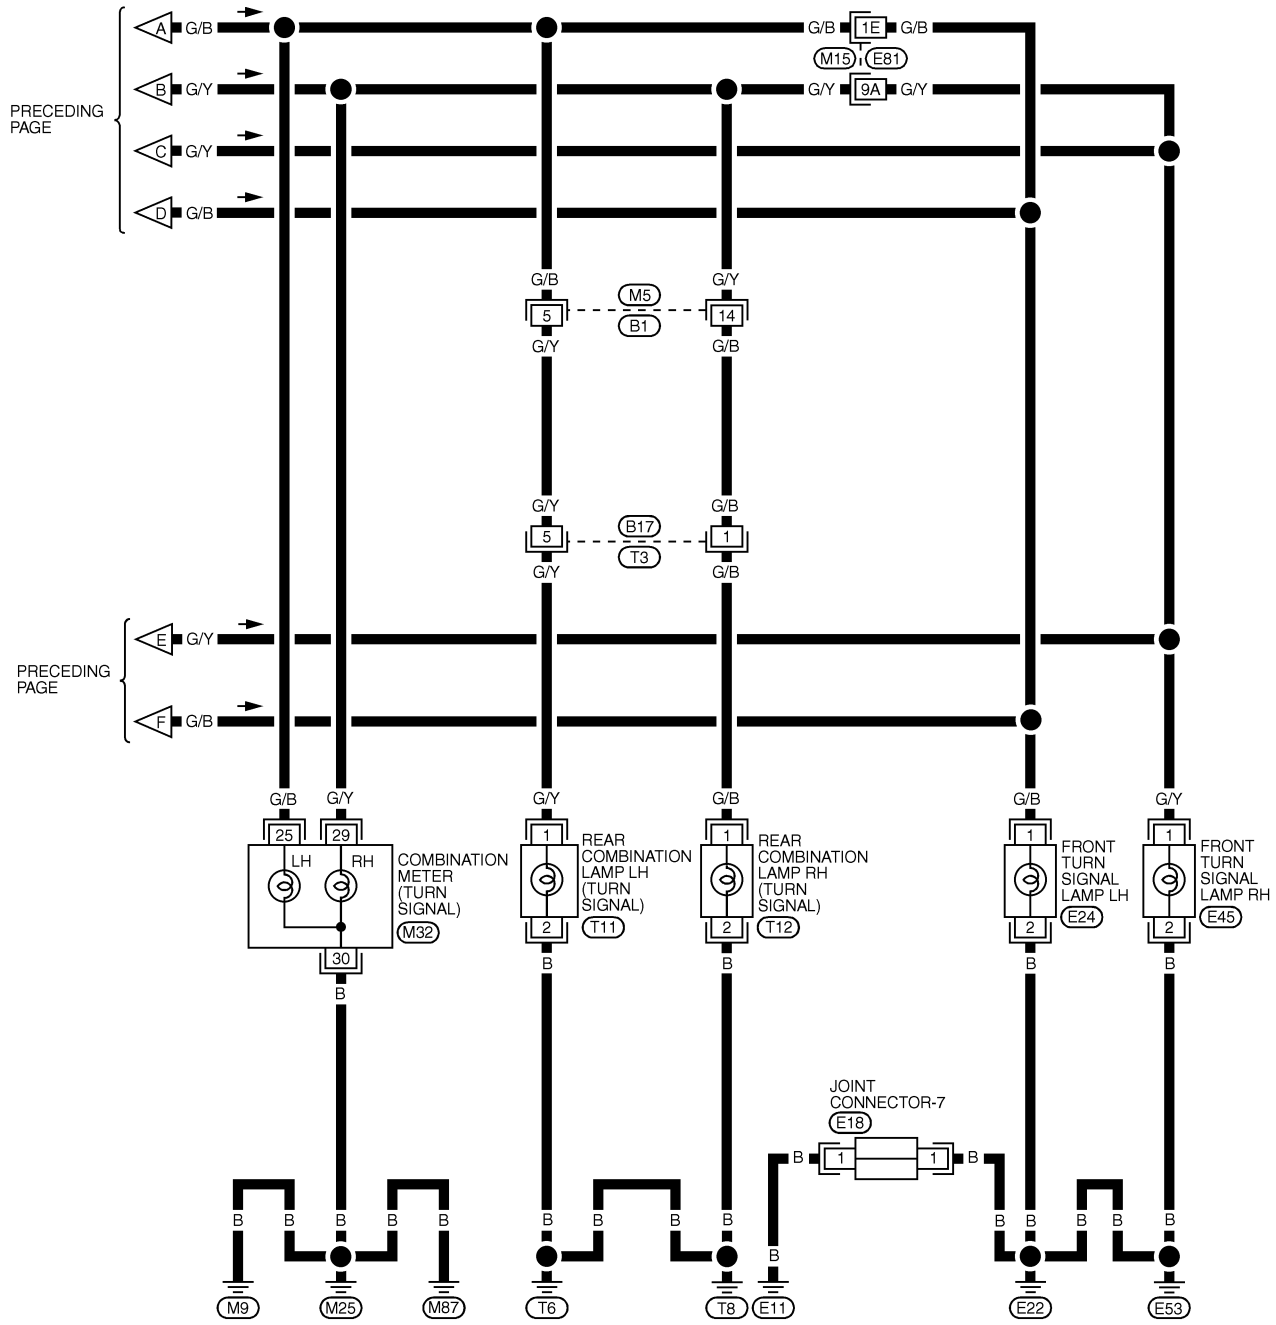 A G/B G/B 1E G/B
M15 E81
B G/Y G/Y 9A G/Y
PRECEDING
PAGE
C G/Y
D G/B
G/B G/Y
M5
5 14
B1
G/Y G/B
G/Y G/B
B17
5 1
T3
G/Y G/B
E G/Y
PRECEDING
PAGE
F G/B
G/B G/Y G/Y G/B G/B G/Y
25 29 1 1 1 1
LH RH
COMBINATION
METER
(TURN
SIGNAL)
M32
REAR
COMBINATION
LAMP LH
(TURN
SIGNAL)
T11
REAR
COMBINATION
LAMP RH
(TURN
SIGNAL)
T12
FRONT
TURN
SIGNAL
LAMP LH
E24
FRONT
TURN
SIGNAL
LAMP RH
E45
2 2 2 2
30
B B B B
B
JOINT
CONNECTOR-7
E18
B 1 1 B
B B B B B B B B B B B B B B
B
M9 M25 M87 T6 T8 E11 E22 E53